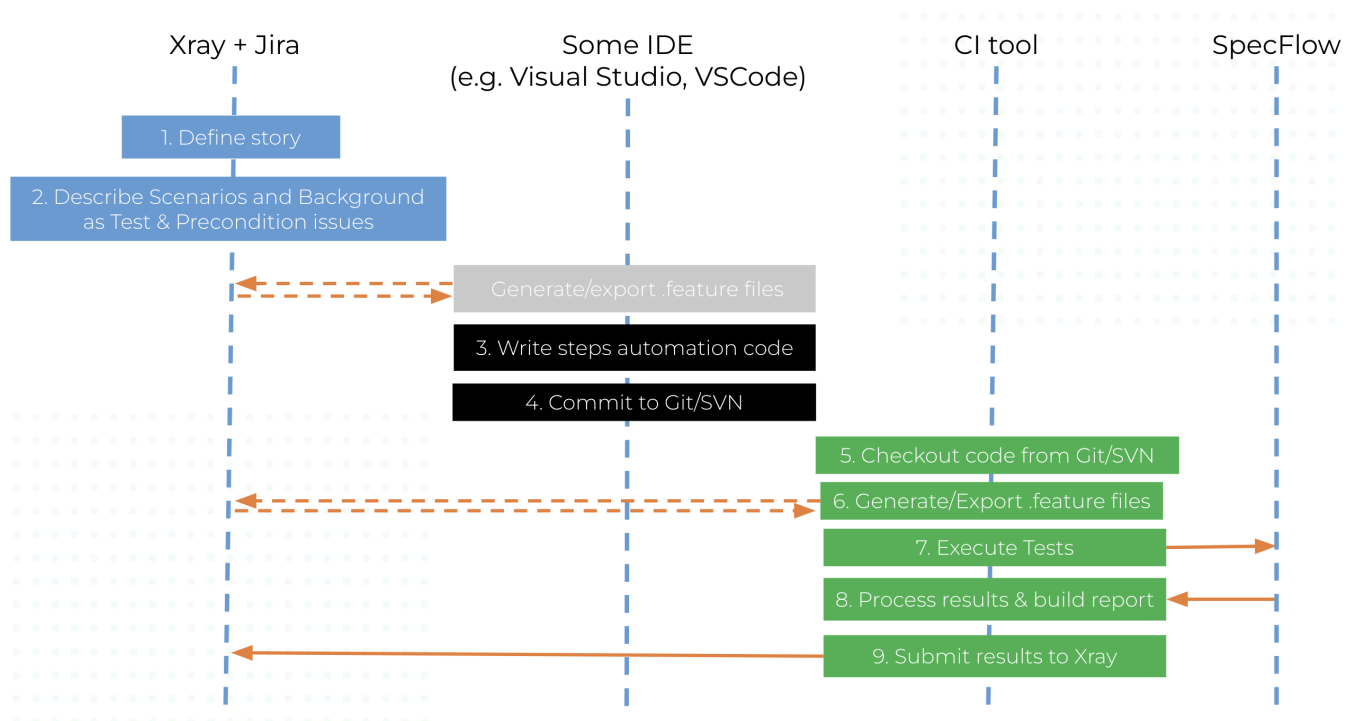 Xray + Jira
Some IDE
(e.g. Visual Studio, VSCode)
CI tool
SpecFlow
1. Define story
2. Describe Scenarios and Background
as Test & Precondition issues
Generate/export .feature files
3. Write steps automation code
4. Commit to Git/SVN
5. Checkout code from Git/SVN
6. Generate/Export .feature files
7. Execute Tests
8. Process results & build report
9. Submit results to Xray